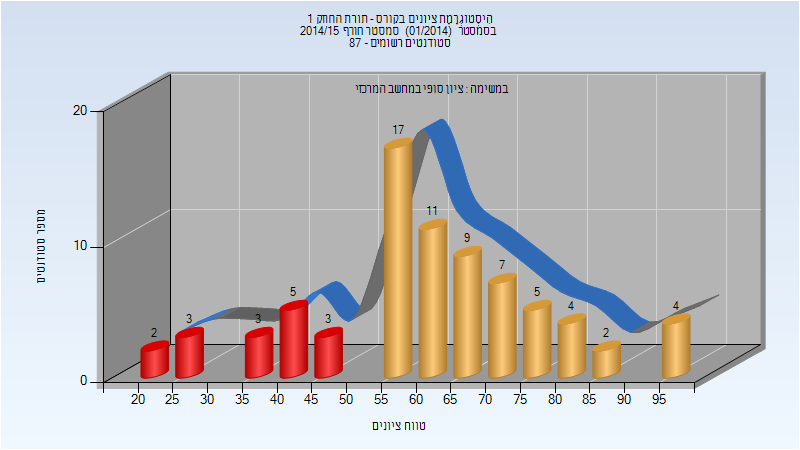 היסטוגרמת ציונים בקורס - תורת החוזק 1
בסמסטר (01/2014) סמסטר חורף 2014/15
סטודנטים רשומים - 87
במשימה : ציון סופי במחשב המרכזי
מספר סטודנטים
20
10
0
2
3
3
5
3
17
11
9
7
5
4
2
4
20 25 30 35 40 45 50 55 60 65 70 75 80 85 90 95
טווח ציונים